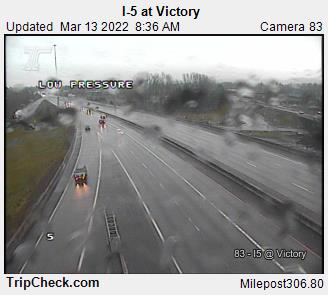 I-5 at Victory
Updated Mar 13 2022 8:36 AM Camera 83
LOW PRESSURE
5
83 - I5 @ Victory
TripCheck.com Milepost306.80